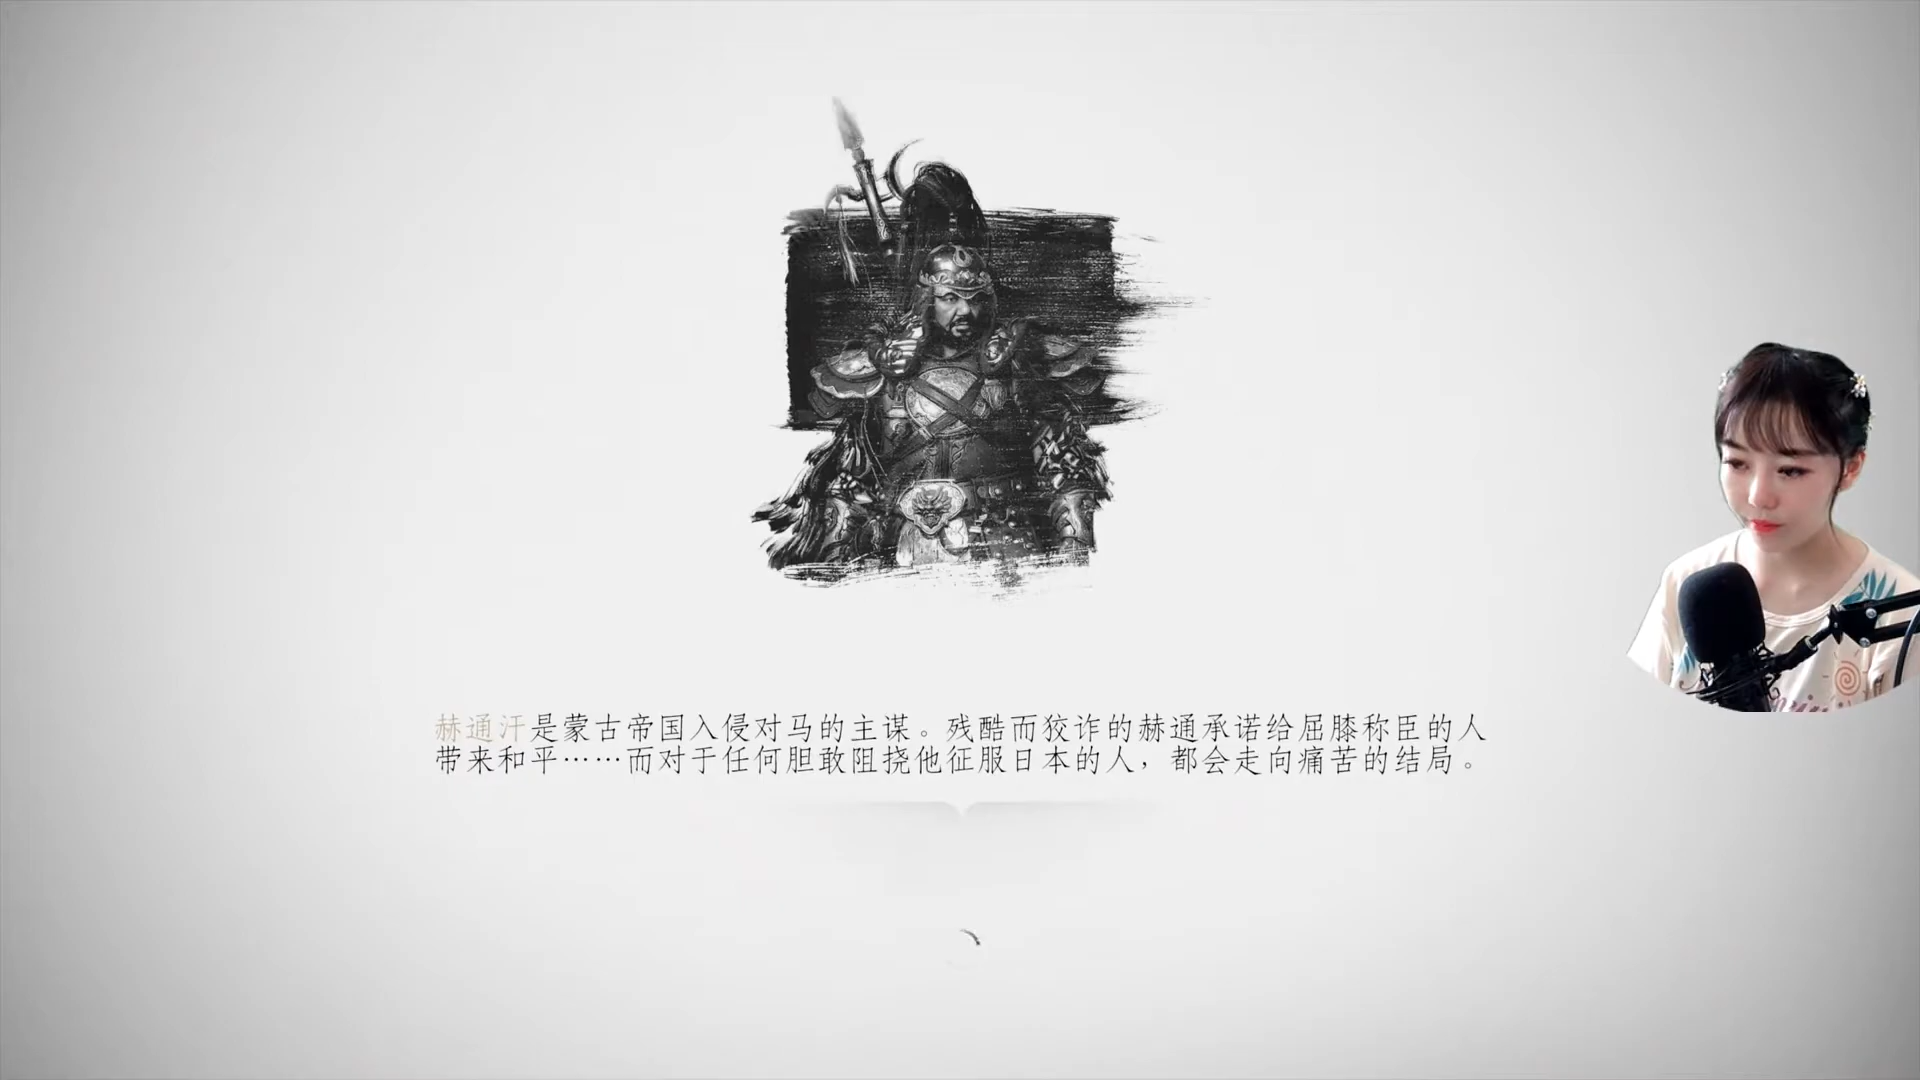 赫通汗是蒙古帝国入侵对马的主谋。残酷而狡诈的赫通承诺给屈膝称臣的人
带来和平……而对于任何胆敢阻挠他征服日本的人，都会走向痛苦的结局。